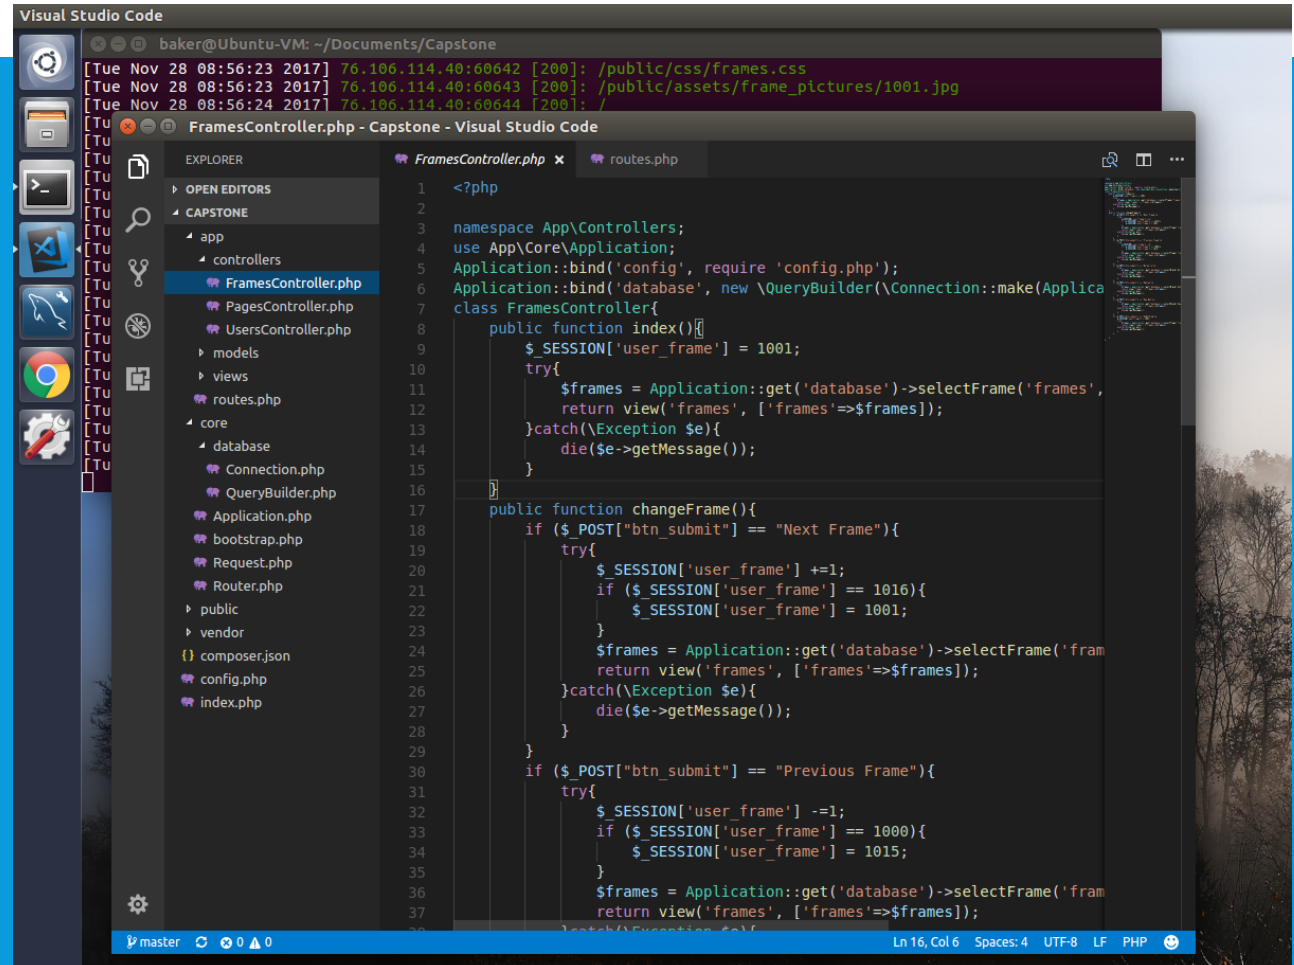 Visual Studio Code
baker@Ubuntu-VM: ~/Documents/Capstone
[Tue Nov 28 08:56:23 2017] 76.106.114.40:60642 [200]: /public/css/frames.css
[Tue Nov 28 08:56:23 2017] 76.106.114.40:60643 [200]: /public/assets/frame_pictures/1001.jpg
[Tue Nov 28 08:56:24 2017] 76.106.114.40:60644 [200]: /
FramesController.php - Capstone - Visual Studio Code
EXPLORER
OPEN EDITORS
CAPSTONE
app
controllers
FramesController.php
PagesController.php
UsersController.php
models
views
routes.php
core
database
Connection.php
QueryBuilder.php
Application.php
bootstrap.php
Request.php
Router.php
public
vendor
{} composer.json
config.php
index.php
FramesController.php × routes.php
1 <?php
2
3 namespace App\Controllers;
4 use App\Core\Application;
5 Application::bind('config', require 'config.php');
6 Application::bind('database', new \QueryBuilder(\Connection::make(Applica
7 class FramesController{
8 public function index(){
9 $_SESSION['user_frame'] = 1001;
10 try{
11 $frames = Application::get('database')->selectFrame('frames',
12 return view('frames', ['frames'=>$frames]);
13 }catch(\Exception $e){
14 die($e->getMessage());
15 }
16 }
17 public function changeFrame(){
18 if ($_POST["btn_submit"] == "Next Frame"){
19 try{
20 $_SESSION['user_frame'] +=1;
21 if ($_SESSION['user_frame'] == 1016){
22 $_SESSION['user_frame'] = 1001;
23 }
24 $frames = Application::get('database')->selectFrame('fram
25 return view('frames', ['frames'=>$frames]);
26 }catch(\Exception $e){
27 die($e->getMessage());
28 }
29 }
30 if ($_POST["btn_submit"] == "Previous Frame"){
31 try{
32 $_SESSION['user_frame'] -=1;
33 if ($_SESSION['user_frame'] == 1000){
34 $_SESSION['user_frame'] = 1015;
35 }
36 $frames = Application::get('database')->selectFrame('fram
37 return view('frames', ['frames'=>$frames]);
master 0 0 Ln 16, Col 6 Spaces: 4 UTF-8 LF PHP